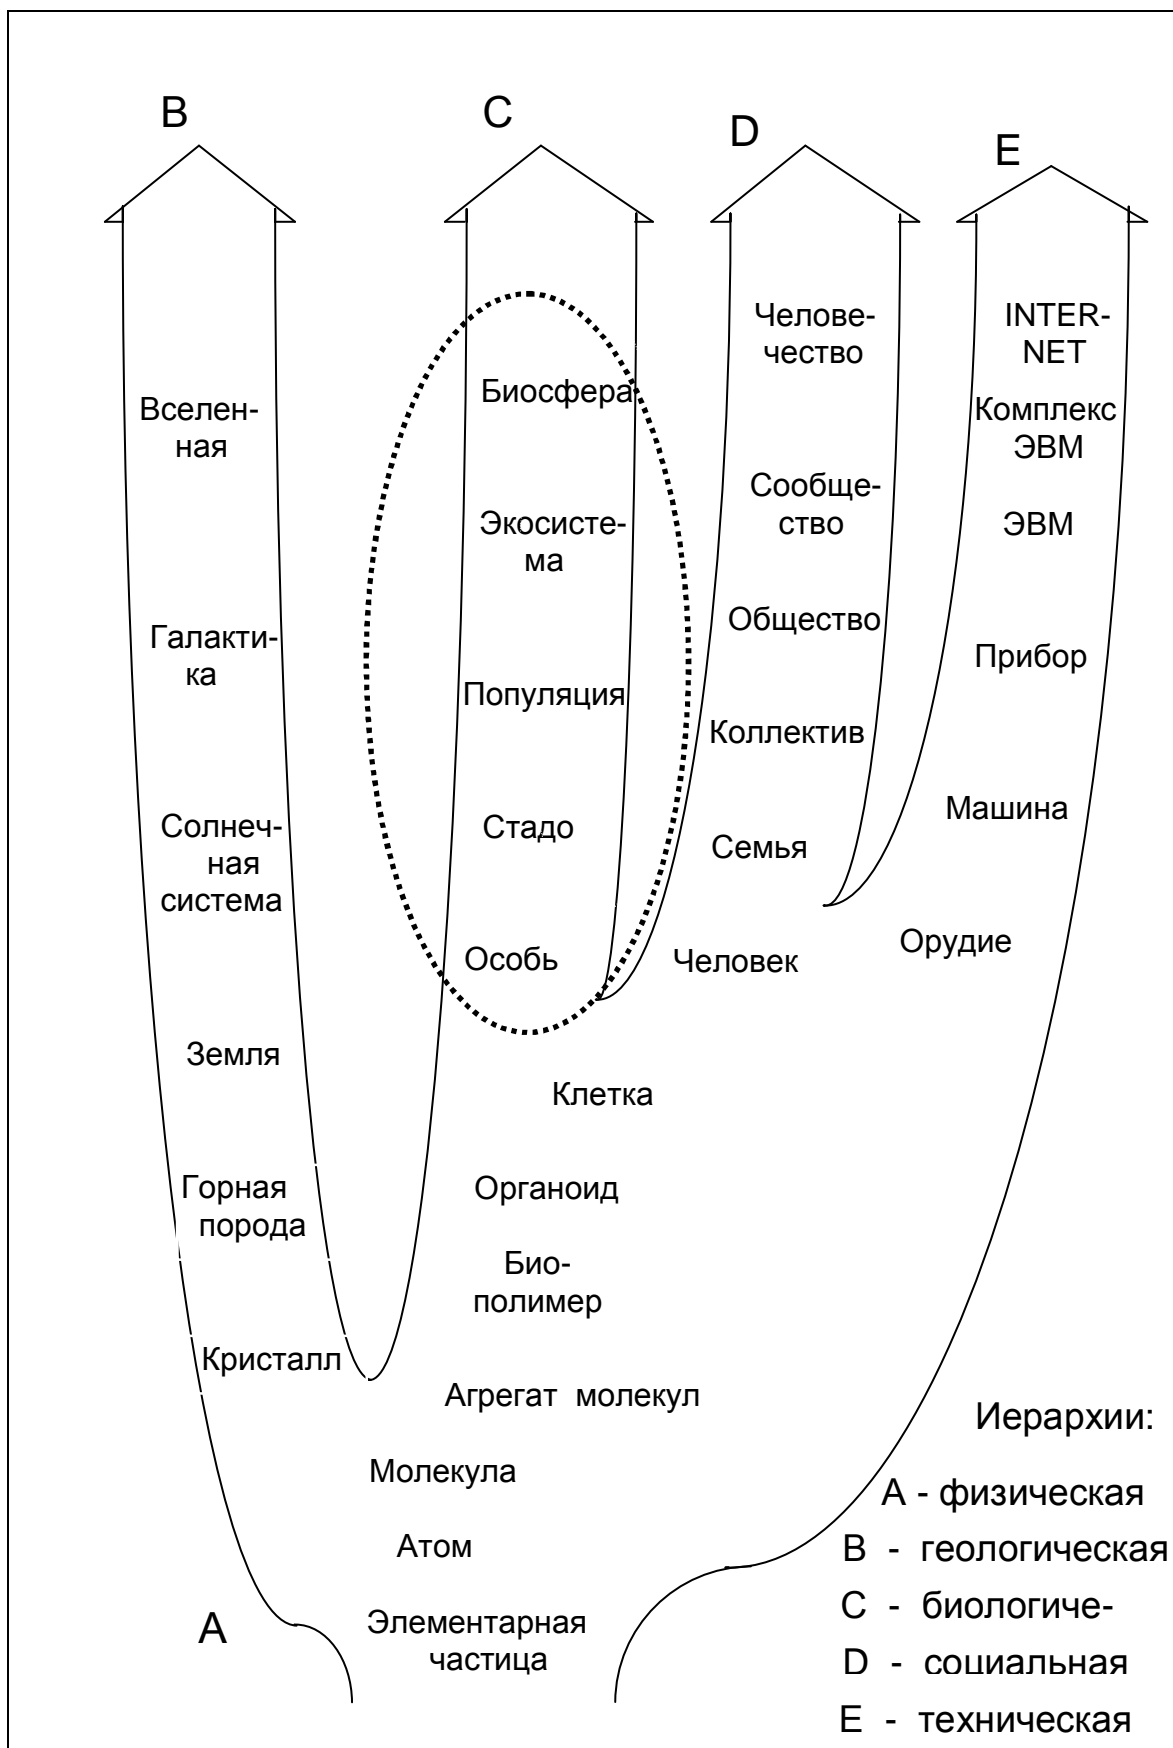 B
C
D
E
Вселен-
ная
Галакти-
ка
Солнеч-
ная
система
Земля
Горная
порода
Кристалл
Биосфера
Экосисте-
ма
Популяция
Стадо
Особь
Челове-
чество
Сообще-
ство
Общество
Коллектив
Семья
Человек
INTER-
NET
Комплекс
ЭВМ
ЭВМ
Прибор
Машина
Орудие
Клетка
Органоид
Био-
полимер
Агрегат молекул
Молекула
Атом
Элементарная
частица
A
Иерархии:
A - физическая
B - геологическая
C - биологиче-
D - социальная
E - техническая